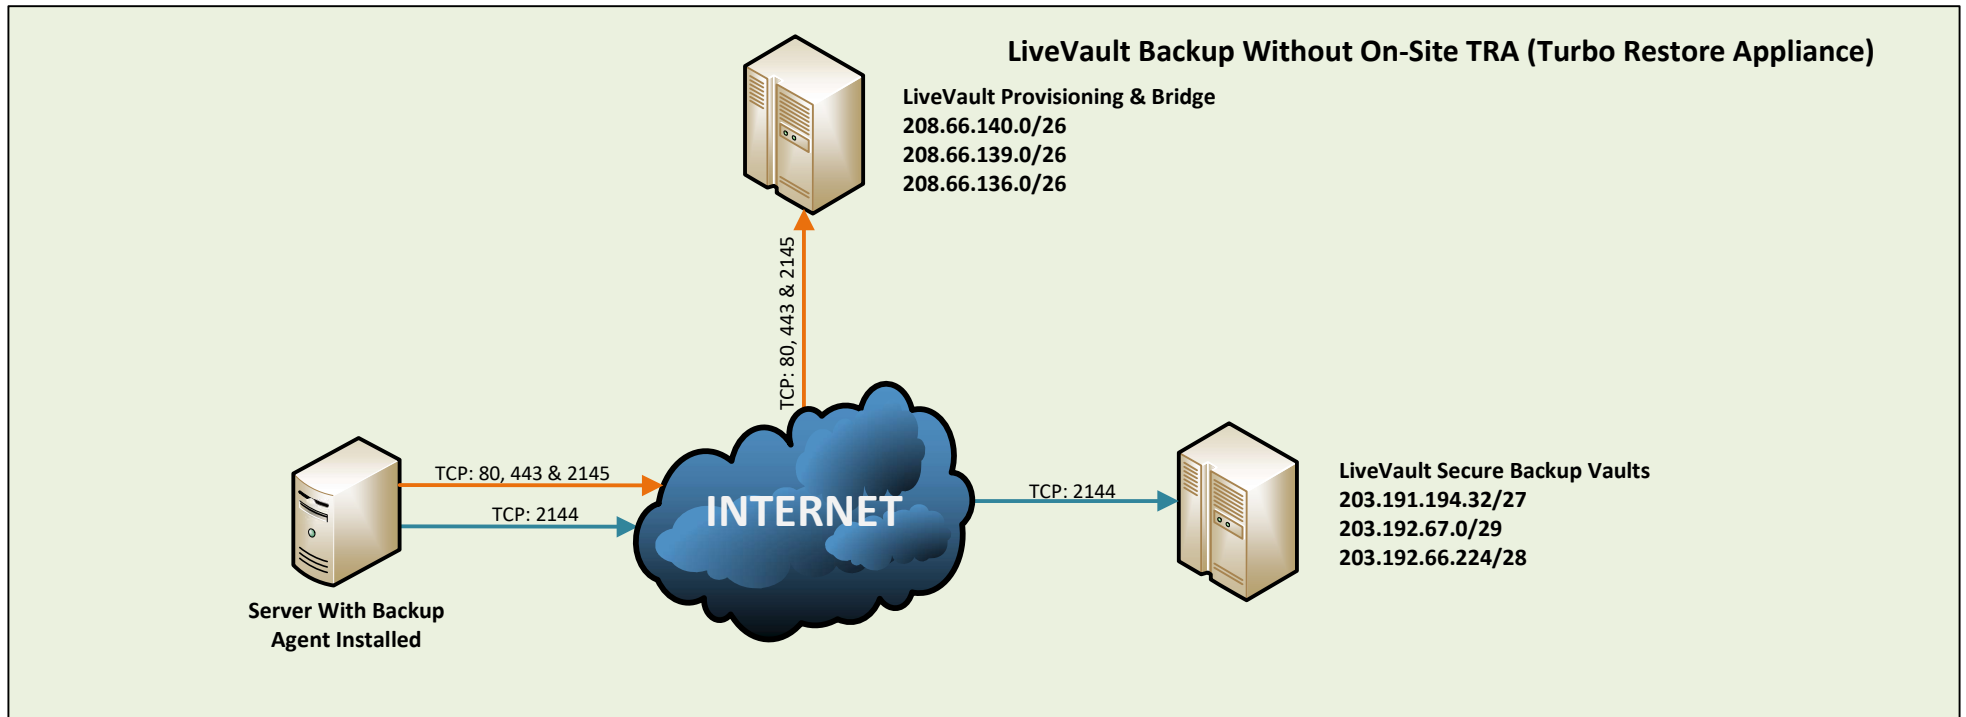 LiveVault Backup Without On-Site TRA (Turbo Restore Appliance)
LiveVault Provisioning & Bridge
208.66.140.0/26
208.66.139.0/26
208.66.136.0/26
TCP: 80, 443 & 2145
TCP: 80, 443 & 2145
TCP: 2144
INTERNET
TCP: 2144
LiveVault Secure Backup Vaults
203.191.194.32/27
203.192.67.0/29
203.192.66.224/28
Server With Backup
Agent Installed